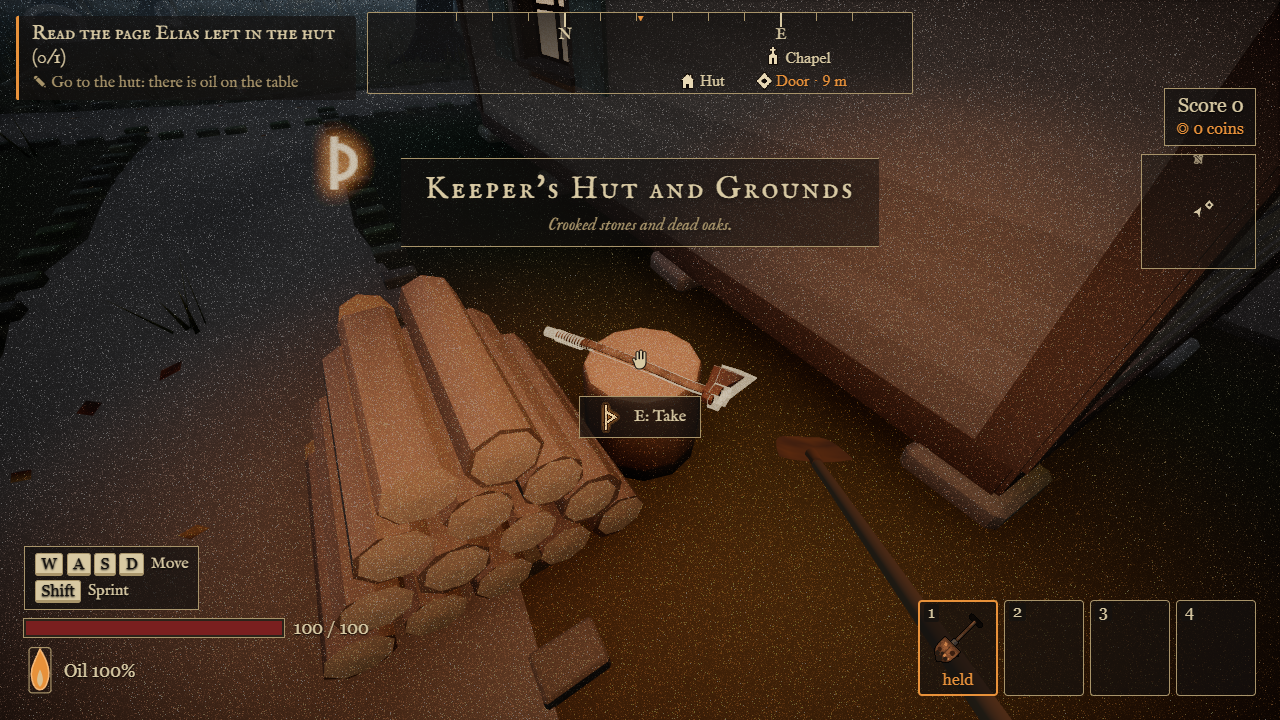 Read the page Elias left in the hut
(0/1)
Go to the hut: there is oil on the table
N
E
Chapel
Hut
Door · 9 m
Score 0
0 coins
N
Þ
Keeper's Hut and Grounds
Crooked stones and dead oaks.
E: Take
W A S D Move
Shift Sprint
100 / 100
Oil 100%
1
held
2
3
4